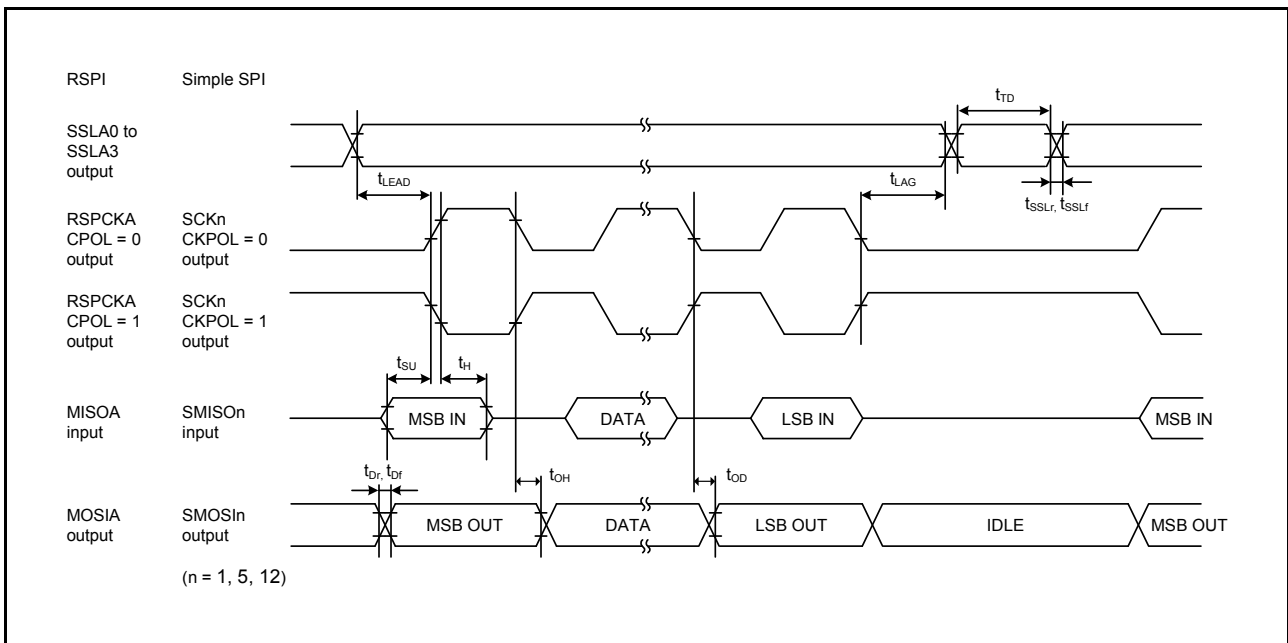 RSPI Simple SPI
tTD
SSLA0 to
SSLA3
output
tLEAD
tLAG
tSSLr, tSSLf
RSPCKA SCKn
CPOL = 0 CKPOL = 0
output output
RSPCKA SCKn
CPOL = 1 CKPOL = 1
output output
tSU tH
MISOA SMISOn
input input
MSB IN DATA LSB IN MSB IN
tDr, tDf
tOH tOD
MOSIA SMOSIn
output output
MSB OUT DATA LSB OUT IDLE MSB OUT
(n = 1, 5, 12)